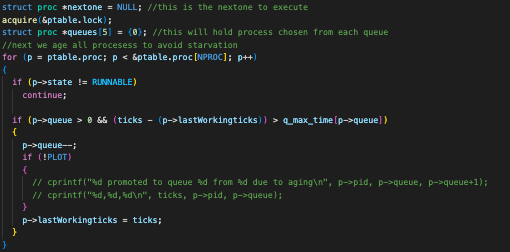 struct proc *nextone = NULL; //this is the nextone to execute
acquire(&ptable.lock);
struct proc *queues[5] = {0}; //this will hold process chosen from each queue
//next we age all procesess to avoid starvation
for (p = ptable.proc; p < &ptable.proc[NPROC]; p++)
{
  if (p->state != RUNNABLE)
    continue;

  if (p->queue > 0 && (ticks - (p->lastWorkingticks)) > q_max_time[p->queue])
  {
    p->queue--;
    if (!PLOT)
    {
      // cprintf("%d promoted to queue %d from %d due to aging\n", p->pid, p->queue, p->queue+1);
      // cprintf("%d,%d,%d\n", ticks, p->pid, p->queue);
    }
    p->lastWorkingticks = ticks;
  }
}